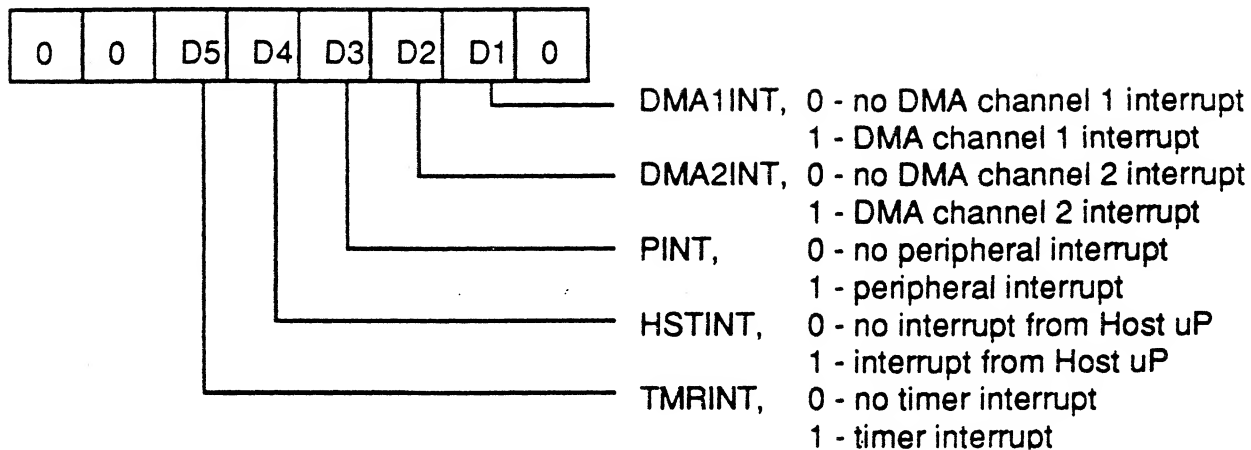 0 0 D5 D4 D3 D2 D1 0
DMA1INT, 0 - no DMA channel 1 interrupt
1 - DMA channel 1 interrupt
DMA2INT, 0 - no DMA channel 2 interrupt
1 - DMA channel 2 interrupt
PINT, 0 - no peripheral interrupt
1 - peripheral interrupt
HSTINT, 0 - no interrupt from Host uP
1 - interrupt from Host uP
TMRINT, 0 - no timer interrupt
1 - timer interrupt